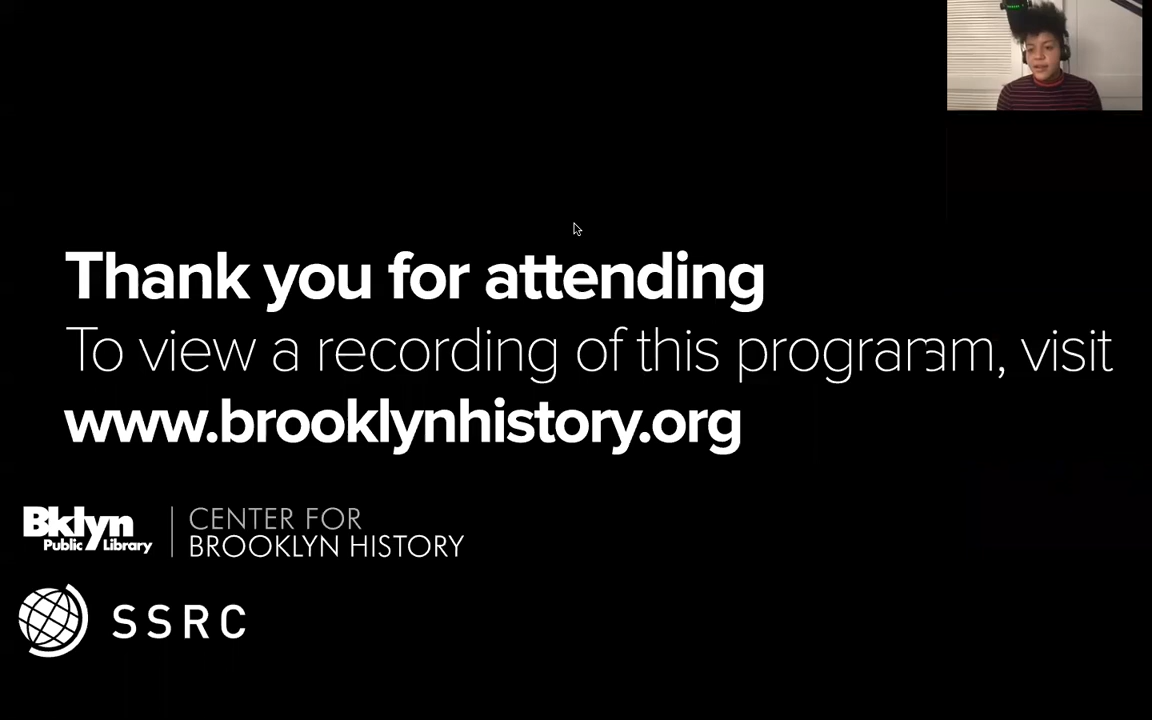 Thank you for attending
To view a recording of this prograram, visit
www.brooklynhistory.org
Bklyn
Public Library
CENTER FOR
BROOKLYN HISTORY
SSRC